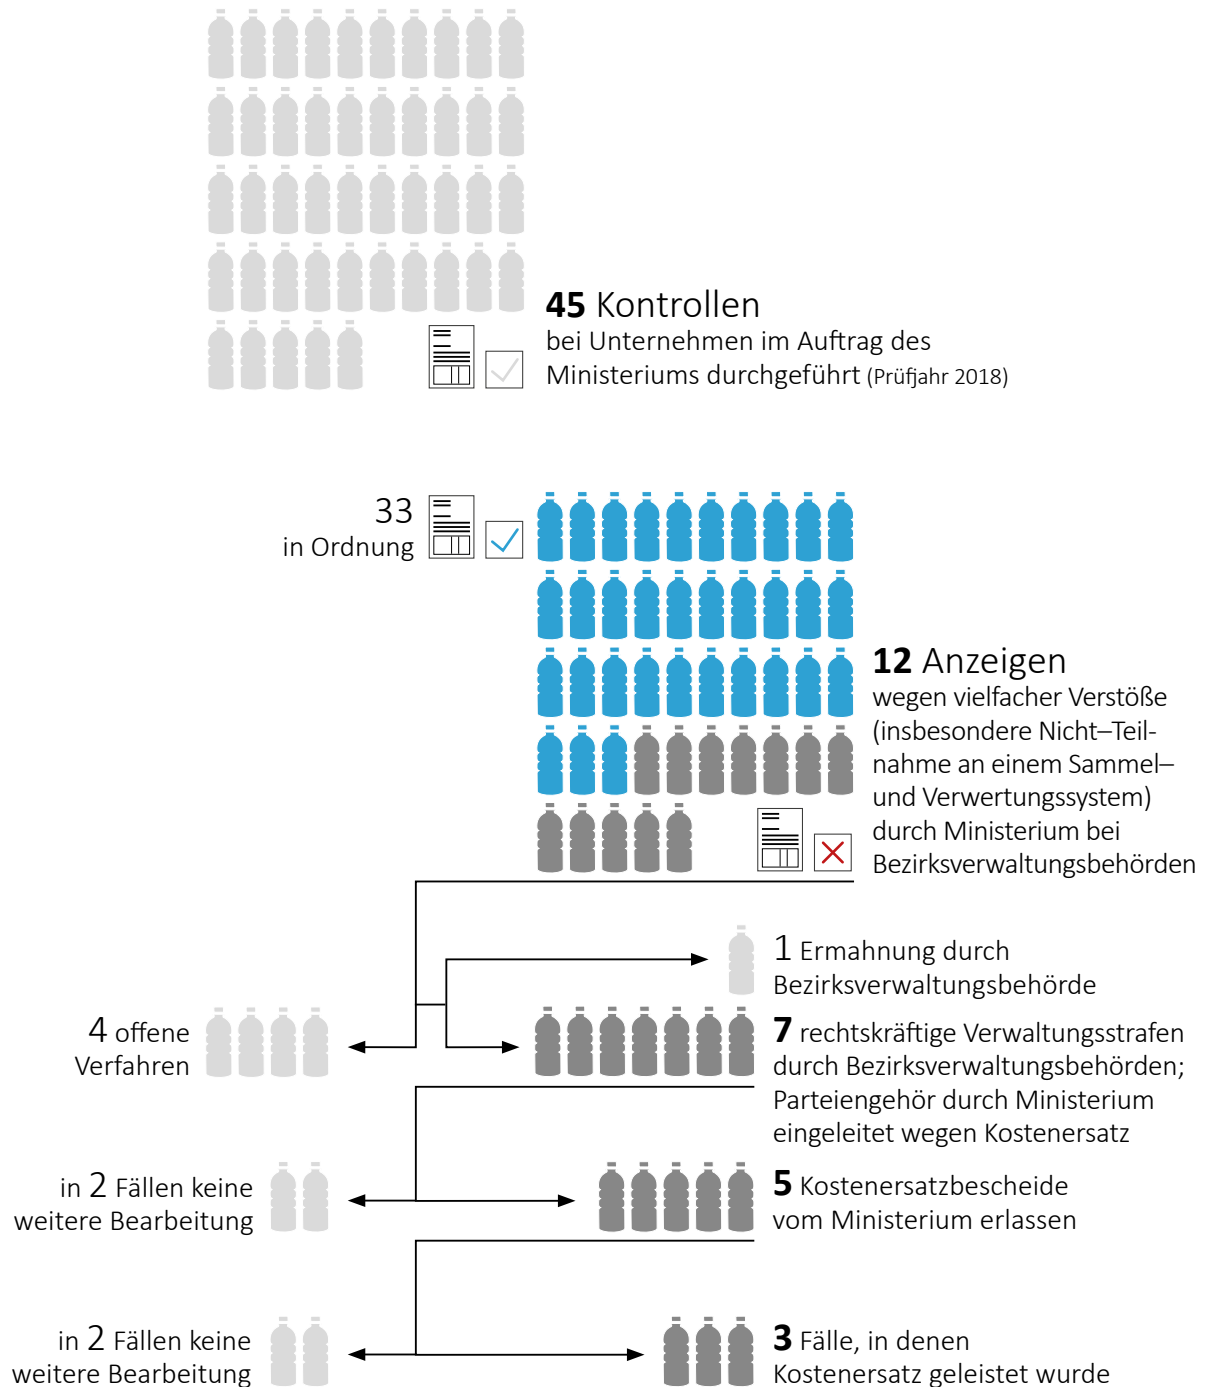 45 Kontrollen
bei Unternehmen im Auftrag des
Ministeriums durchgeführt (Prüfjahr 2018)
33
in Ordnung
12 Anzeigen
wegen vielfacher Verstöße
(insbesondere Nicht–Teil-
nahme an einem Sammel–
und Verwertungssystem)
durch Ministerium bei
Bezirksverwaltungsbehörden
1 Ermahnung durch
Bezirksverwaltungsbehörde
4 offene
Verfahren
7 rechtskräftige Verwaltungsstrafen
durch Bezirksverwaltungsbehörden;
Parteiengehör durch Ministerium
eingeleitet wegen Kostenersatz
in 2 Fällen keine
weitere Bearbeitung
5 Kostenersatzbescheide
vom Ministerium erlassen
in 2 Fällen keine
weitere Bearbeitung
3 Fälle, in denen
Kostenersatz geleistet wurde